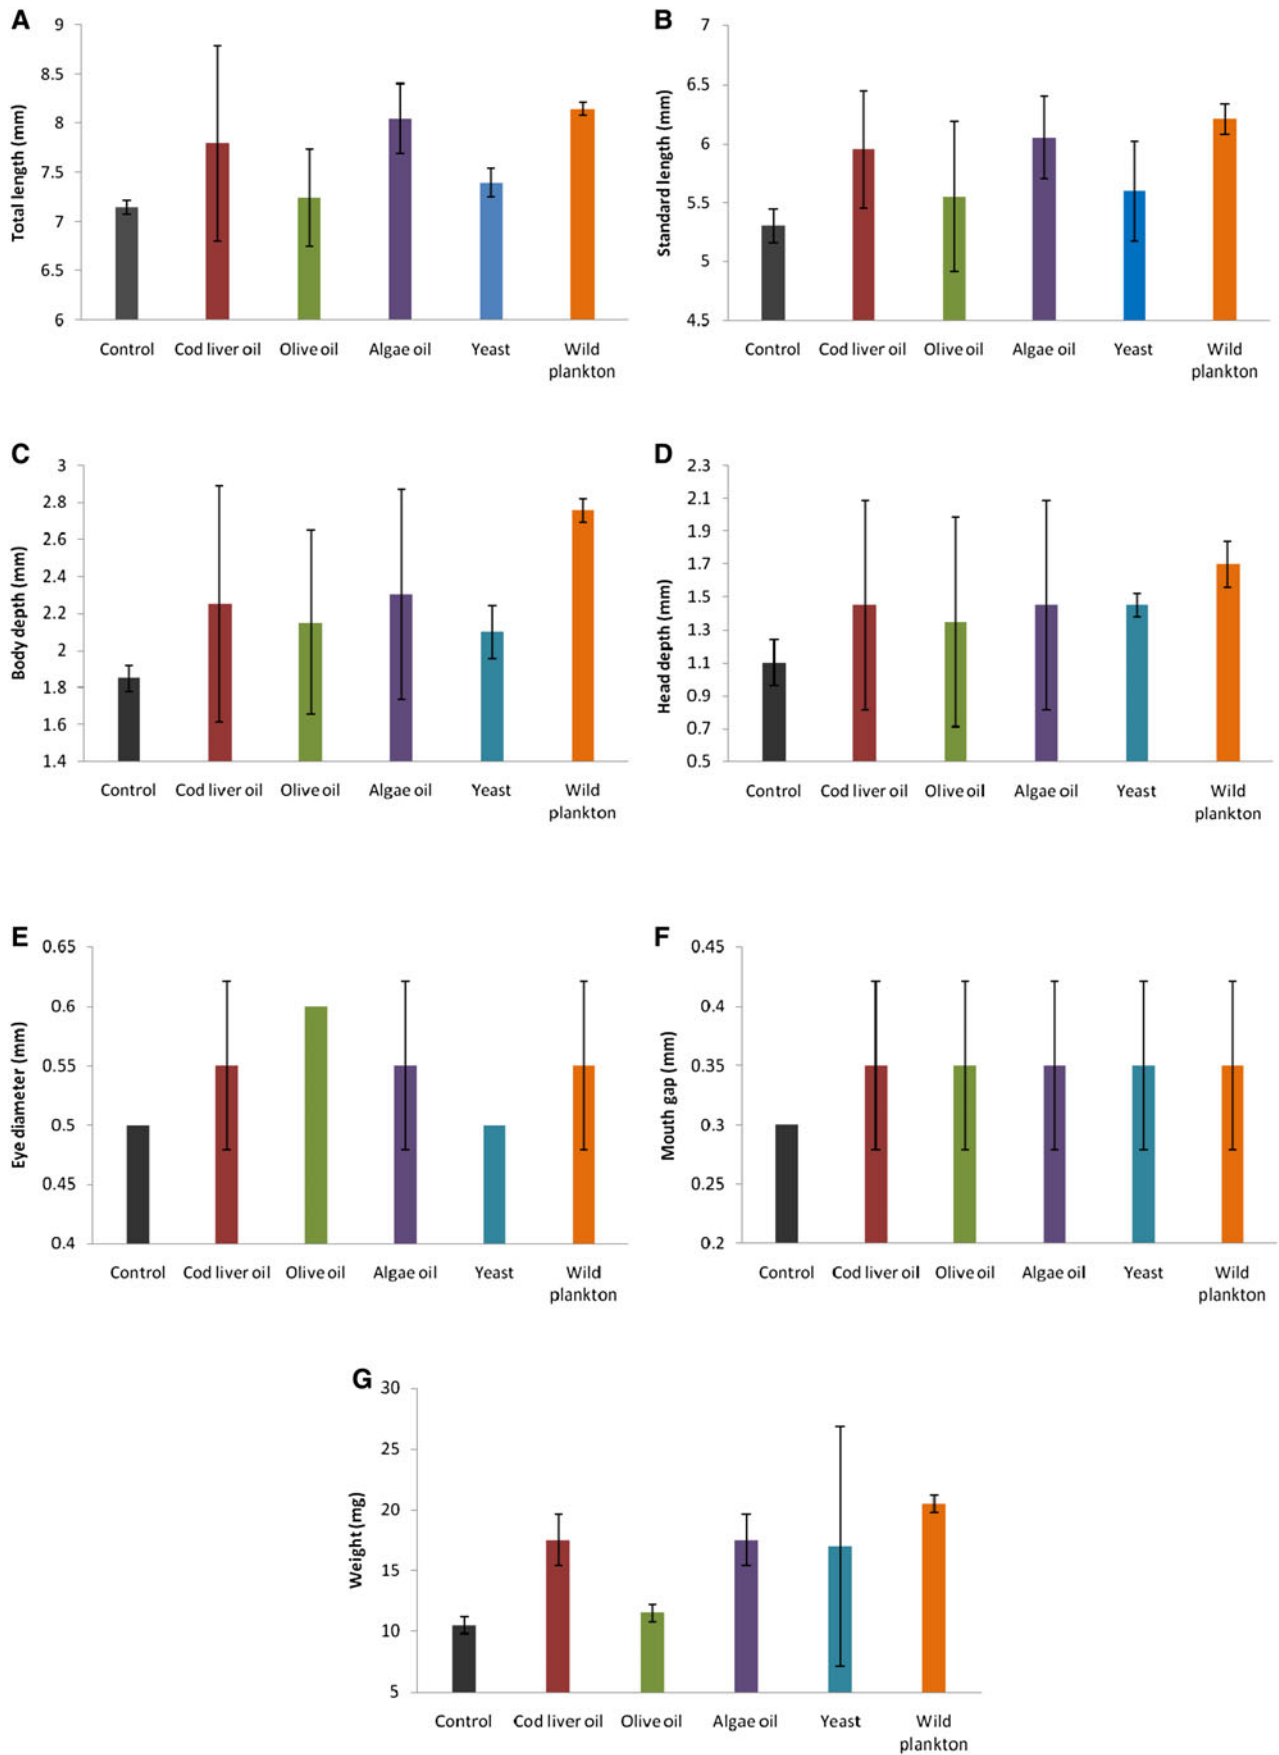 A
Total length (mm)
9
8.5
8
7.5
7
6.5
6
Control Cod liver oil Olive oil Algae oil Yeast Wild
plankton
B
Standard length (mm)
7
6.5
6
5.5
5
4.5
Control Cod liver oil Olive oil Algae oil Yeast Wild
plankton
C
Body depth (mm)
3
2.8
2.6
2.4
2.2
2
1.8
1.6
1.4
Control Cod liver oil Olive oil Algae oil Yeast Wild
plankton
D
Head depth (mm)
2.3
2.1
1.9
1.7
1.5
1.3
1.1
0.9
0.7
0.5
Control Cod liver oil Olive oil Algae oil Yeast Wild
plankton
E
Eye diameter (mm)
0.65
0.6
0.55
0.5
0.45
0.4
Control Cod liver oil Olive oil Algae oil Yeast Wild
plankton
F
Mouth gap (mm)
0.45
0.4
0.35
0.3
0.25
0.2
Control Cod liver oil Olive oil Algae oil Yeast Wild
plankton
G
Weight (mg)
30
25
20
15
10
5
Control Cod liver oil Olive oil Algae oil Yeast Wild
plankton